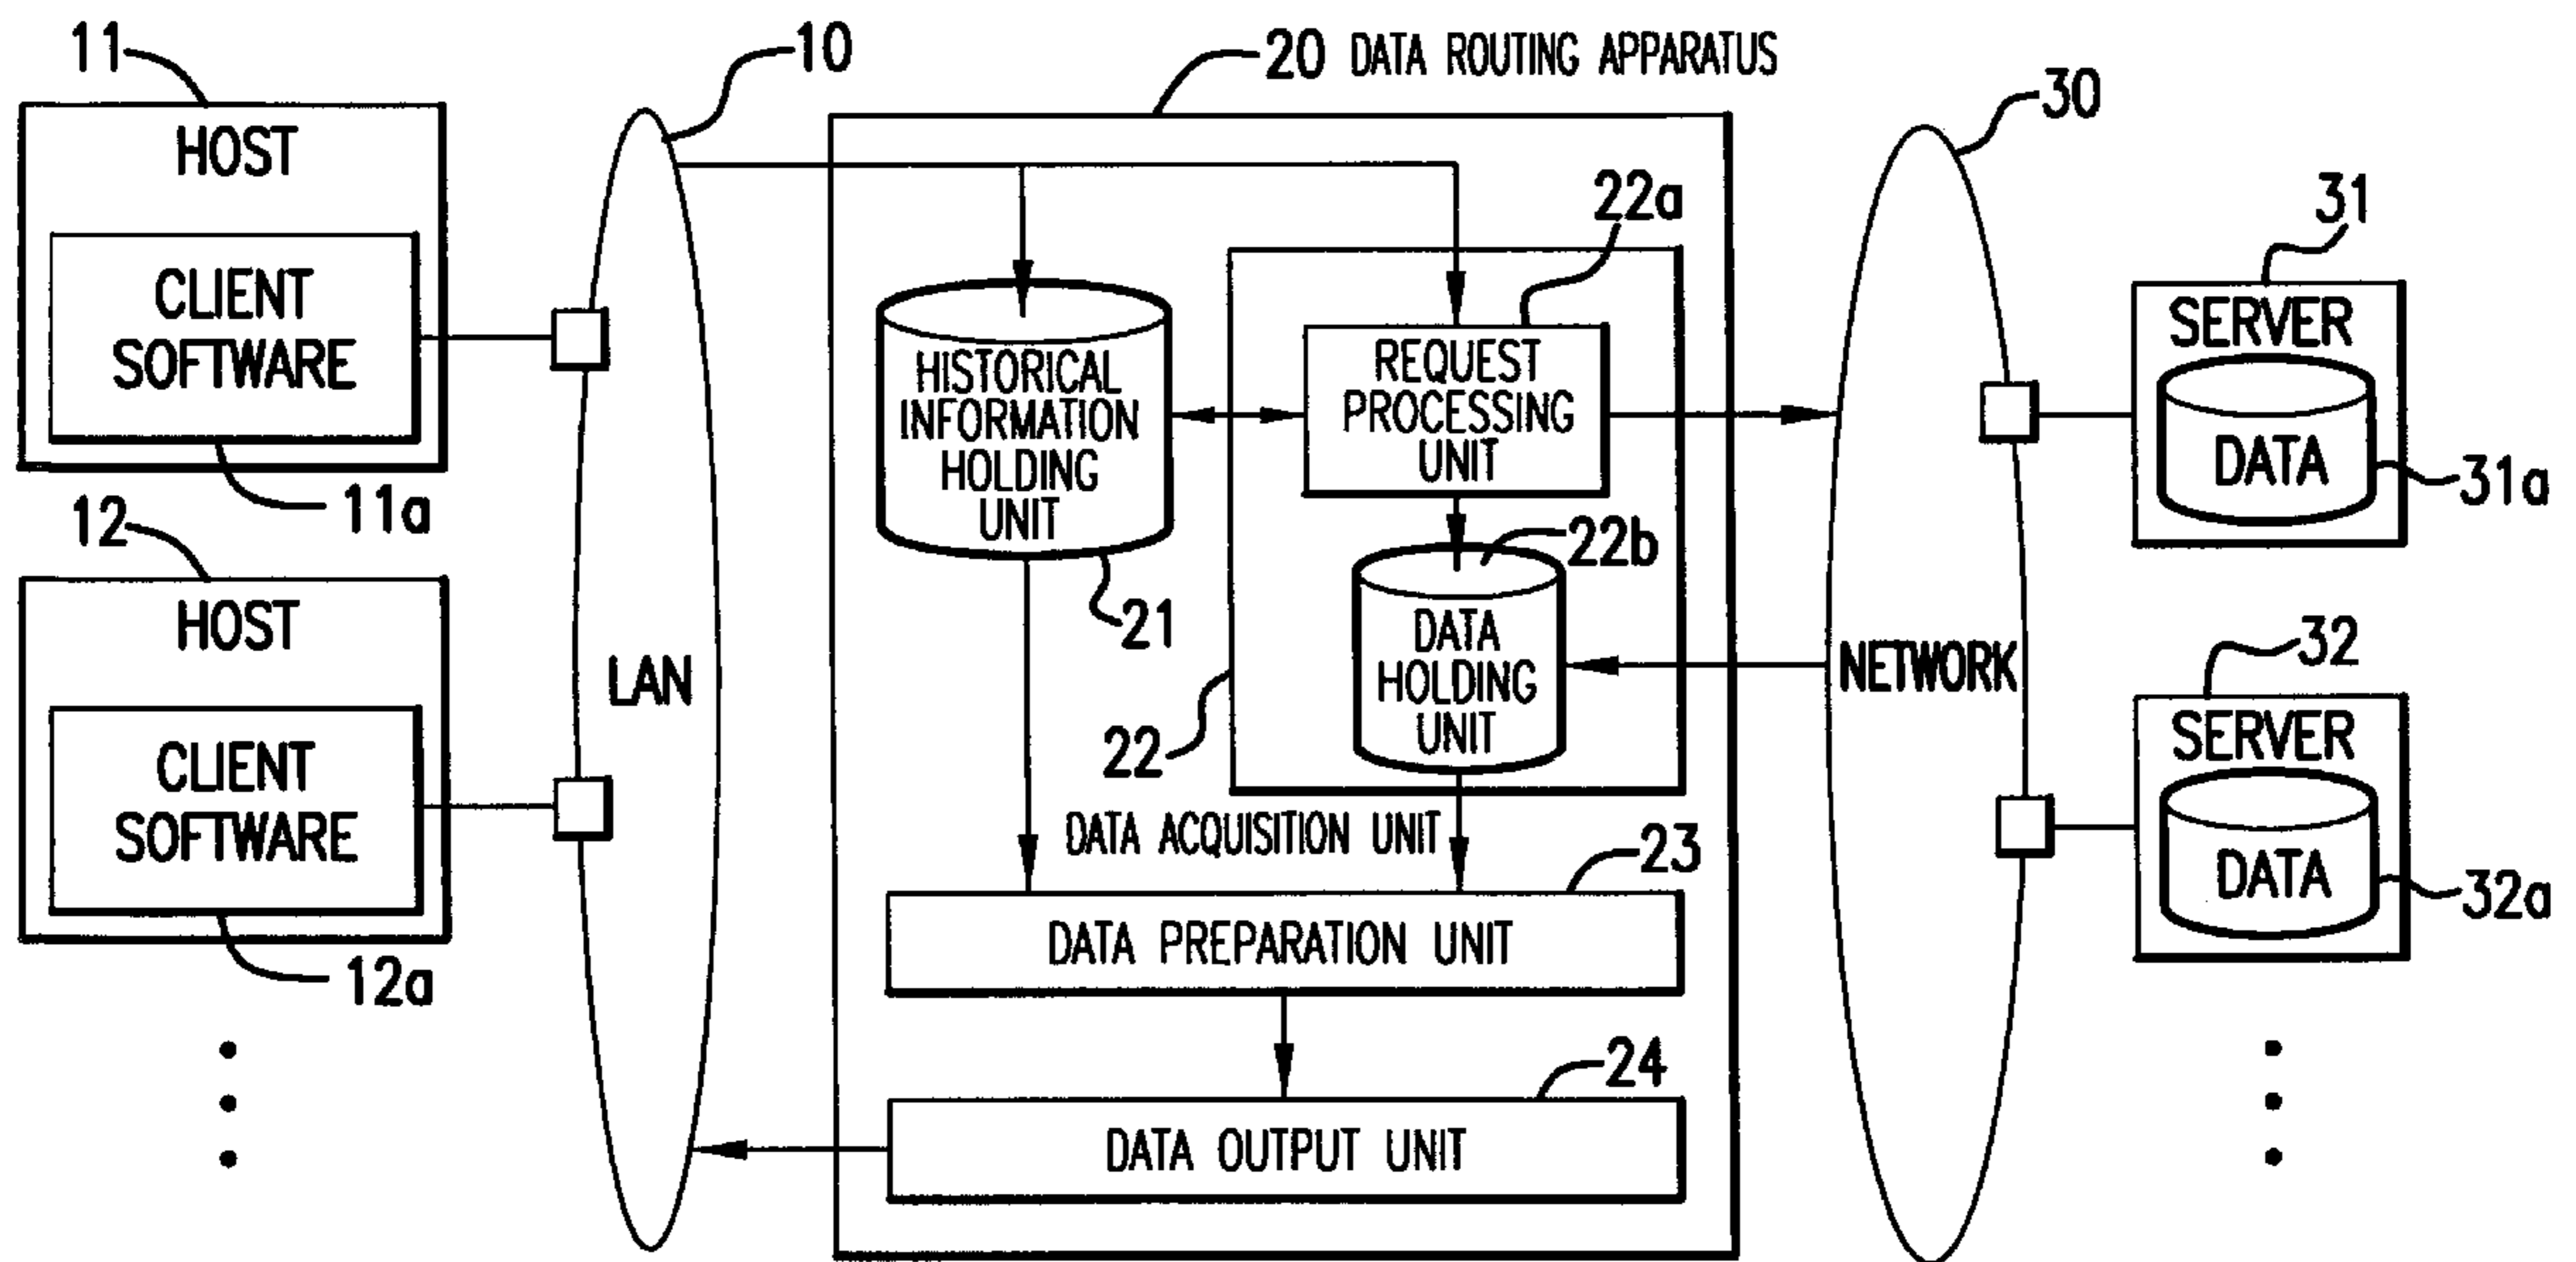 11
HOST
CLIENT
SOFTWARE
11a
12
HOST
CLIENT
SOFTWARE
12a
10
LAN
20 DATA ROUTING APPARATUS
HISTORICAL
INFORMATION
HOLDING
UNIT
21
22a
REQUEST
PROCESSING
UNIT
22b
DATA
HOLDING
UNIT
22
DATA ACQUISITION UNIT
23
DATA PREPARATION UNIT
24
DATA OUTPUT UNIT
30
NETWORK
31
SERVER
DATA
31a
32
SERVER
DATA
32a